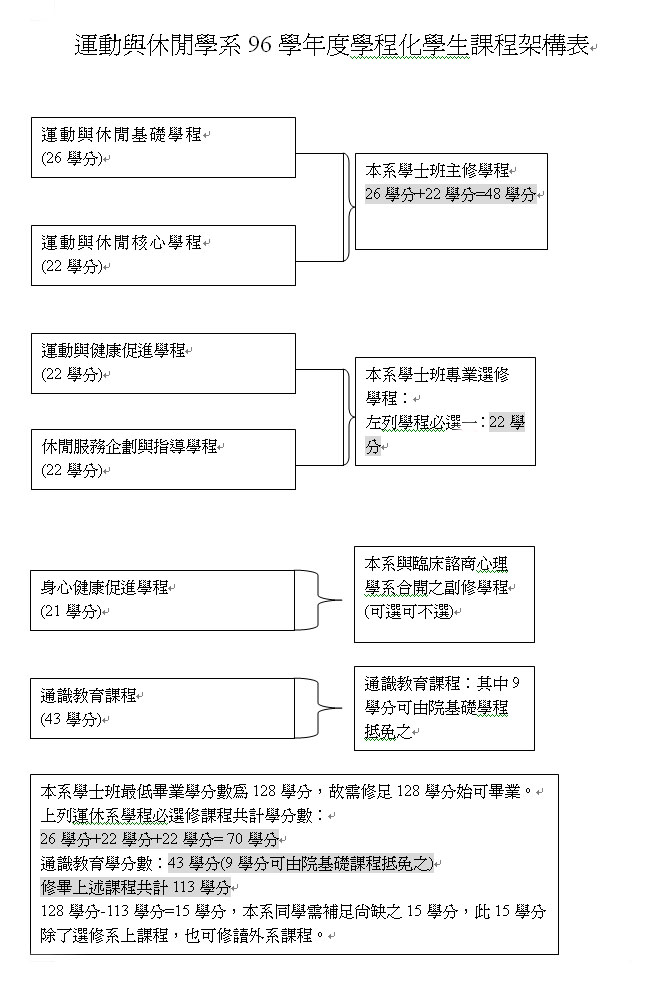 運動與休閒學系 96 學年度學程化學生課程架構表
運動與休閒基礎學程
(26 學分)
本系學士班主修學程
26 學分+22 學分=48 學分
運動與休閒核心學程
(22 學分)
運動與健康促進學程
(22 學分)
本系學士班專業選修
學程：
左列學程必選一：22 學
分
休閒服務企劃與指導學程
(22 學分)
身心健康促進學程
(21 學分)
本系與臨床諮商心理
學系合開之副修學程
(可選可不選)
通識教育課程
(43 學分)
通識教育課程：其中 9
學分可由院基礎學程
抵免之
本系學士班最低畢業學分數為 128 學分，故需修足 128 學分始可畢業。
上列運休系學程必選修課程共計學分數：
26 學分+22 學分+22 學分= 70 學分
通識教育學分數：43 學分(9 學分可由院基礎課程抵免之)
修畢上述課程共計 113 學分
128 學分-113 學分=15 學分，本系同學需補足尚缺之 15 學分，此 15 學分
除了選修系上課程，也可修讀外系課程。